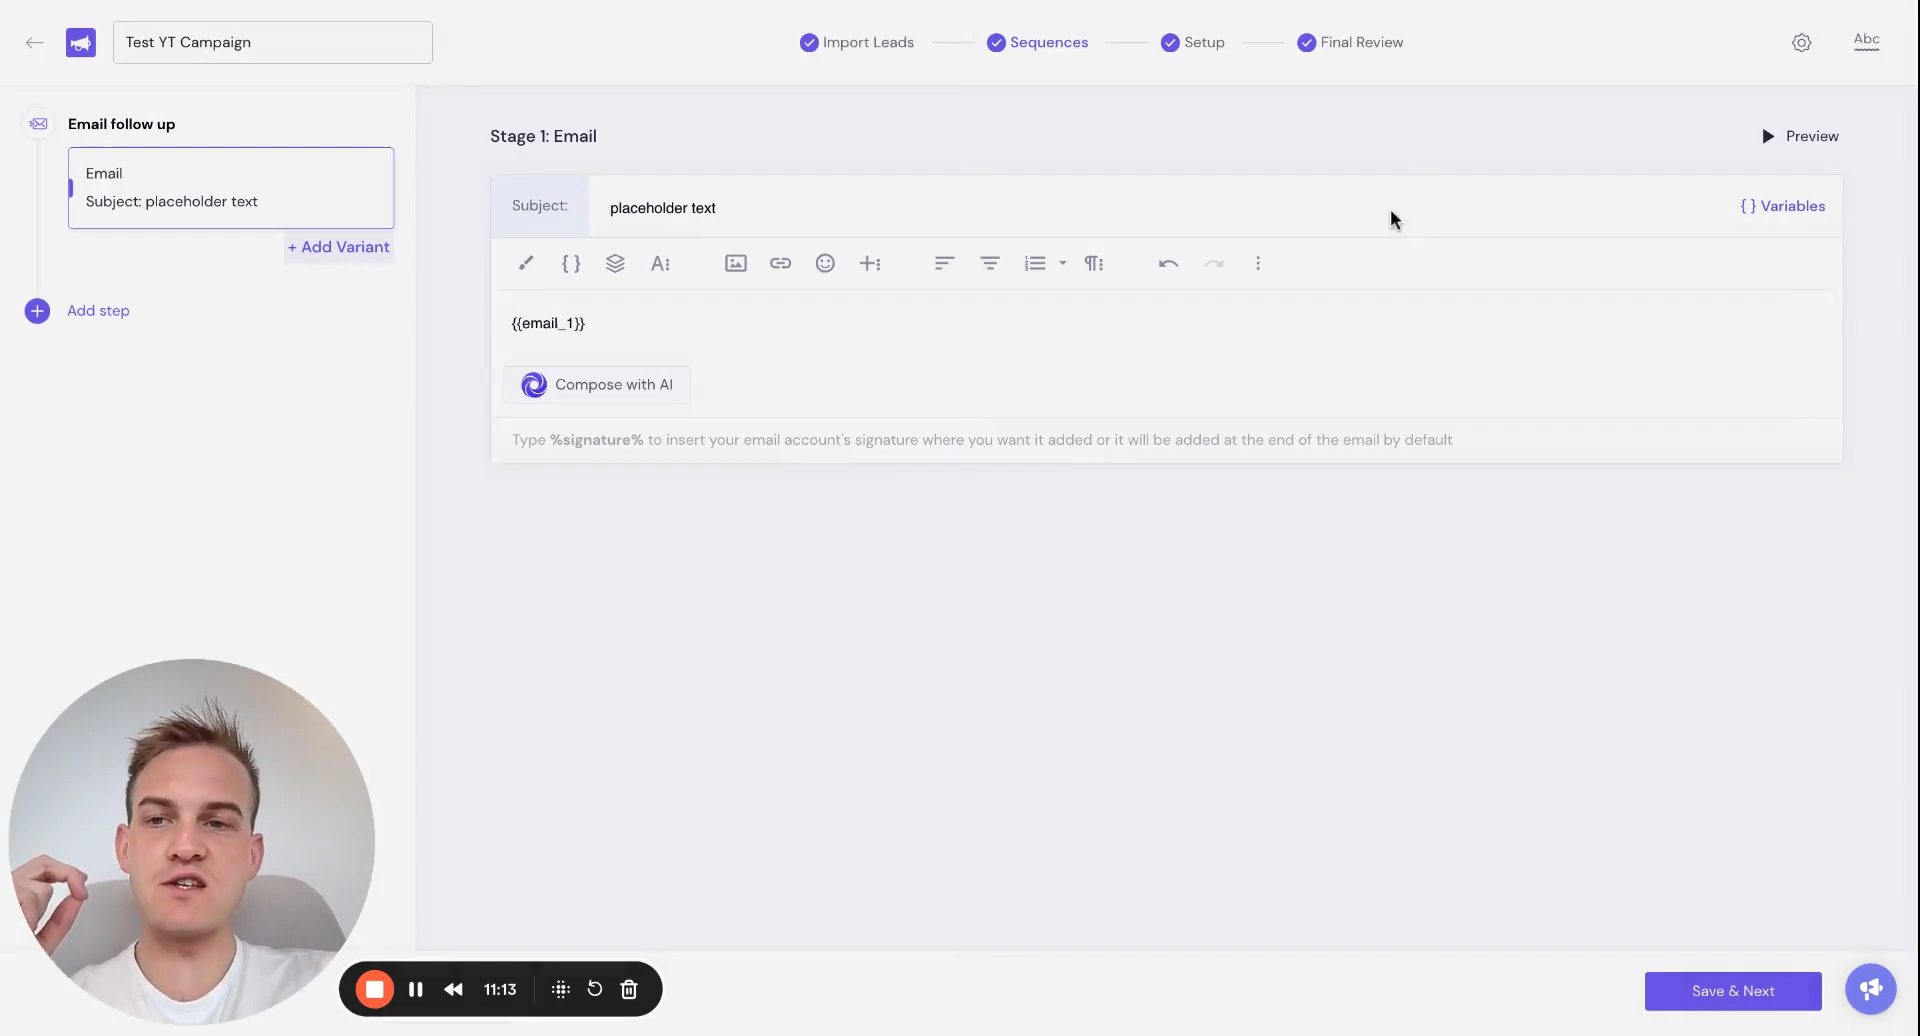 Test YT Campaign
Import Leads
Sequences
Setup
Final Review
Abc
Email follow up
Email
Subject: placeholder text
+ Add Variant
Add step
Stage 1: Email
Preview
Subject:
placeholder text
{ } Variables
{{email_1}}
Compose with AI
Type %signature% to insert your email account's signature where you want it added or it will be added at the end of the email by default
11:13
Save & Next